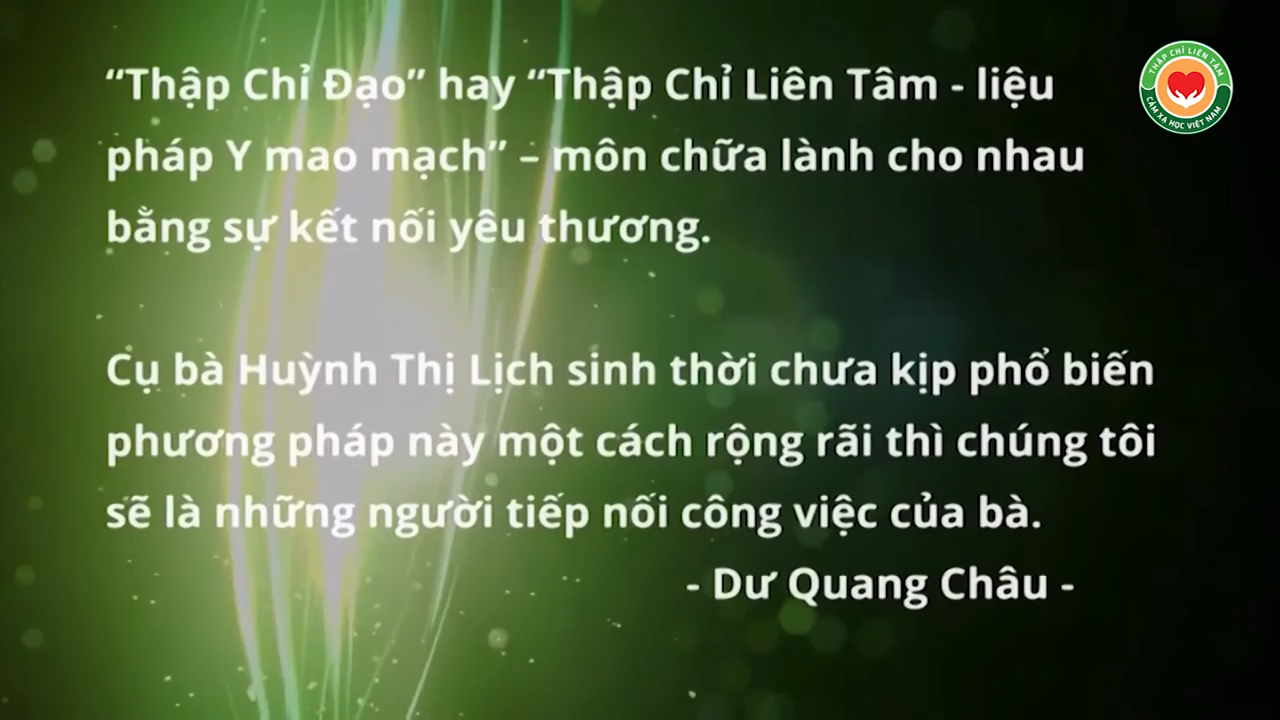 “Thập Chỉ Đạo” hay “Thập Chỉ Liên Tâm - liệu
pháp Y mao mạch” – môn chữa lành cho nhau
bằng sự kết nối yêu thương.
Cụ bà Huỳnh Thị Lịch sinh thời chưa kịp phổ biến
phương pháp này một cách rộng rãi thì chúng tôi
sẽ là những người tiếp nối công việc của bà.
- Dư Quang Châu -
THẬP CHỈ LIÊN TÂM
CẢM XẠ HỌC VIỆT NAM